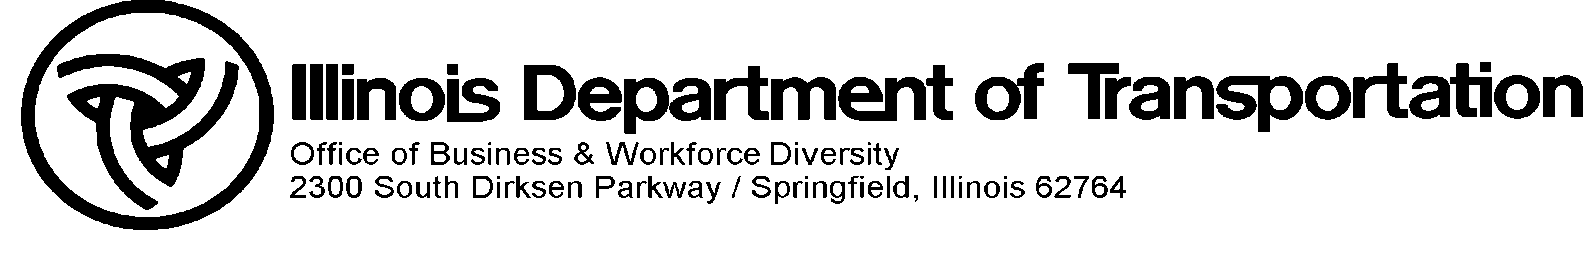 Illinois Department of Transportation
Office of Business & Workforce Diversity
2300 South Dirksen Parkway / Springfield, Illinois 62764